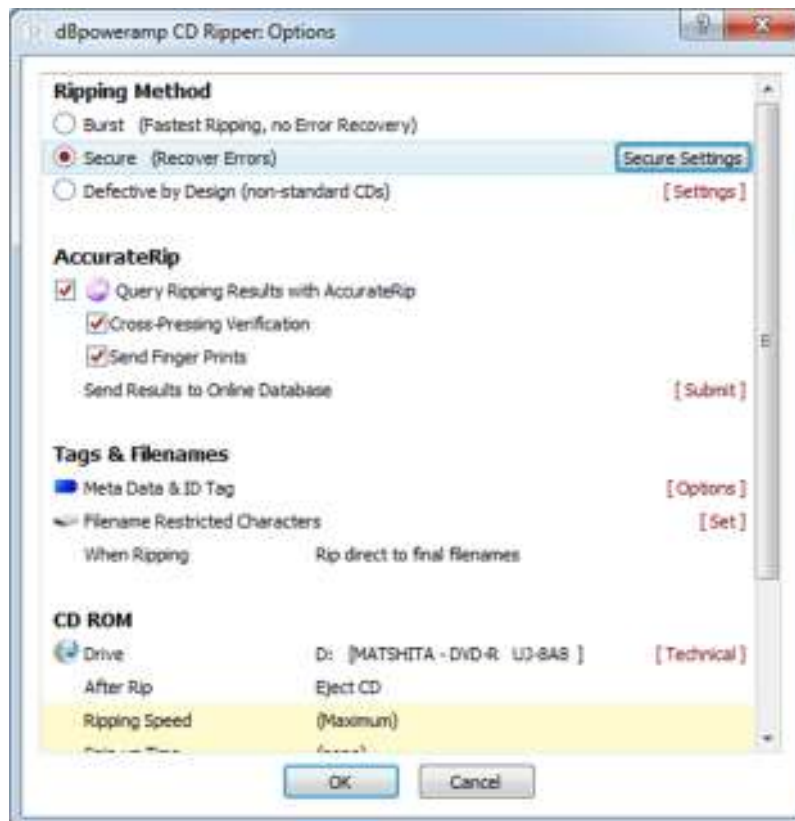 dBpoweramp CD Ripper: Options
Ripping Method
Burst (Fastest Ripping, no Error Recovery)
Secure (Recover Errors) Secure Settings
Defective by Design (non-standard CDs) [ Settings ]
AccurateRip
Query Ripping Results with AccurateRip
Cross-Pressing Verification
Send Finger Prints
Send Results to Online Database [ Submit ]
Tags & Filenames
Meta Data & ID Tag [ Options ]
Filename Restricted Characters [ Set ]
When Ripping Rip direct to final filenames
CD ROM
Drive D: [MATSHITA - DVD-R UJ-8A8 ] [ Technical ]
After Rip Eject CD
Ripping Speed (Maximum)
OK Cancel